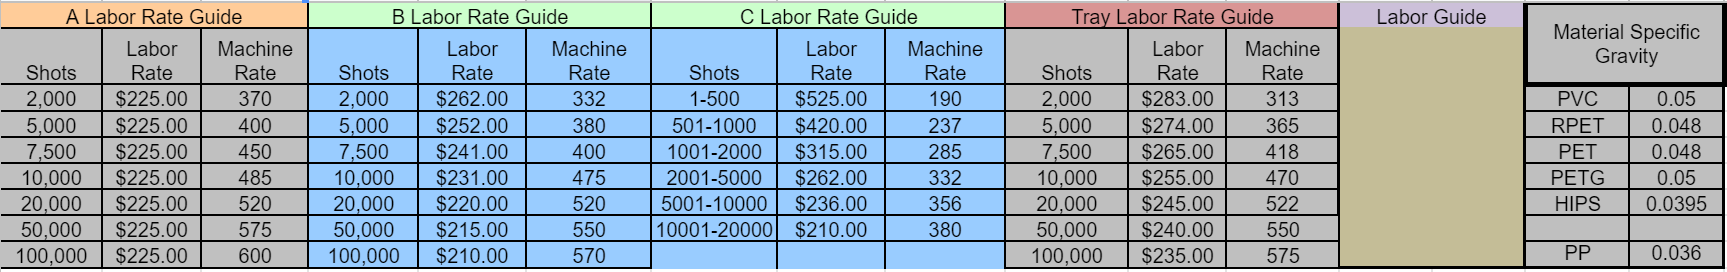 A Labor Rate Guide B Labor Rate Guide C Labor Rate Guide Tray Labor Rate Guide Labor Guide Material Specific Gravity
Shots Labor Rate Machine Rate Shots Labor Rate Machine Rate Shots Labor Rate Machine Rate Shots Labor Rate Machine Rate
2,000 $225.00 370 2,000 $262.00 332 1-500 $525.00 190 2,000 $283.00 313 PVC 0.05
5,000 $225.00 400 5,000 $252.00 380 501-1000 $420.00 237 5,000 $274.00 365 RPET 0.048
7,500 $225.00 450 7,500 $241.00 400 1001-2000 $315.00 285 7,500 $265.00 418 PET 0.048
10,000 $225.00 485 10,000 $231.00 475 2001-5000 $262.00 332 10,000 $255.00 470 PETG 0.05
20,000 $225.00 520 20,000 $220.00 520 5001-10000 $236.00 356 20,000 $245.00 522 HIPS 0.0395
50,000 $225.00 575 50,000 $215.00 550 10001-20000 $210.00 380 50,000 $240.00 550
100,000 $225.00 600 100,000 $210.00 570 100,000 $235.00 575 PP 0.036